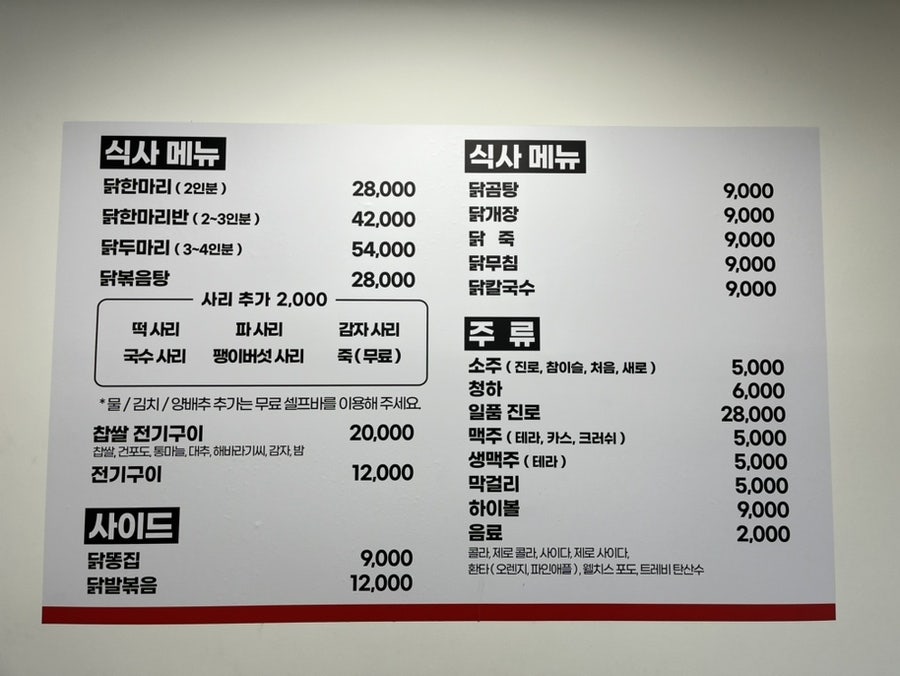 식사 메뉴
닭한마리 ( 2인분 ) 28,000
닭한마리반 ( 2~3인분 ) 42,000
닭두마리 ( 3~4인분 ) 54,000
닭볶음탕 28,000
사리 추가 2,000
떡 사리 파 사리 감자 사리
국수 사리 팽이버섯 사리 죽 ( 무료 )
* 물 / 김치 / 양배추 추가는 무료 셀프바를 이용해 주세요.
찹쌀 전기구이 20,000
찹쌀, 건포도, 통마늘, 대추, 해바라기씨, 감자, 밤
전기구이 12,000
사이드
닭똥집 9,000
닭발볶음 12,000
식사 메뉴
닭곰탕 9,000
닭개장 9,000
닭 죽 9,000
닭무침 9,000
닭칼국수 9,000
주 류
소주 ( 진로, 참이슬, 처음, 새로 ) 5,000
청하 6,000
일품 진로 28,000
맥주 ( 테라, 카스, 크러쉬 ) 5,000
생맥주 ( 테라 ) 5,000
막걸리 5,000
하이볼 9,000
음료 2,000
콜라, 제로 콜라, 사이다, 제로 사이다,
환타 ( 오렌지, 파인애플 ), 웰치스 포도, 트레비 탄산수